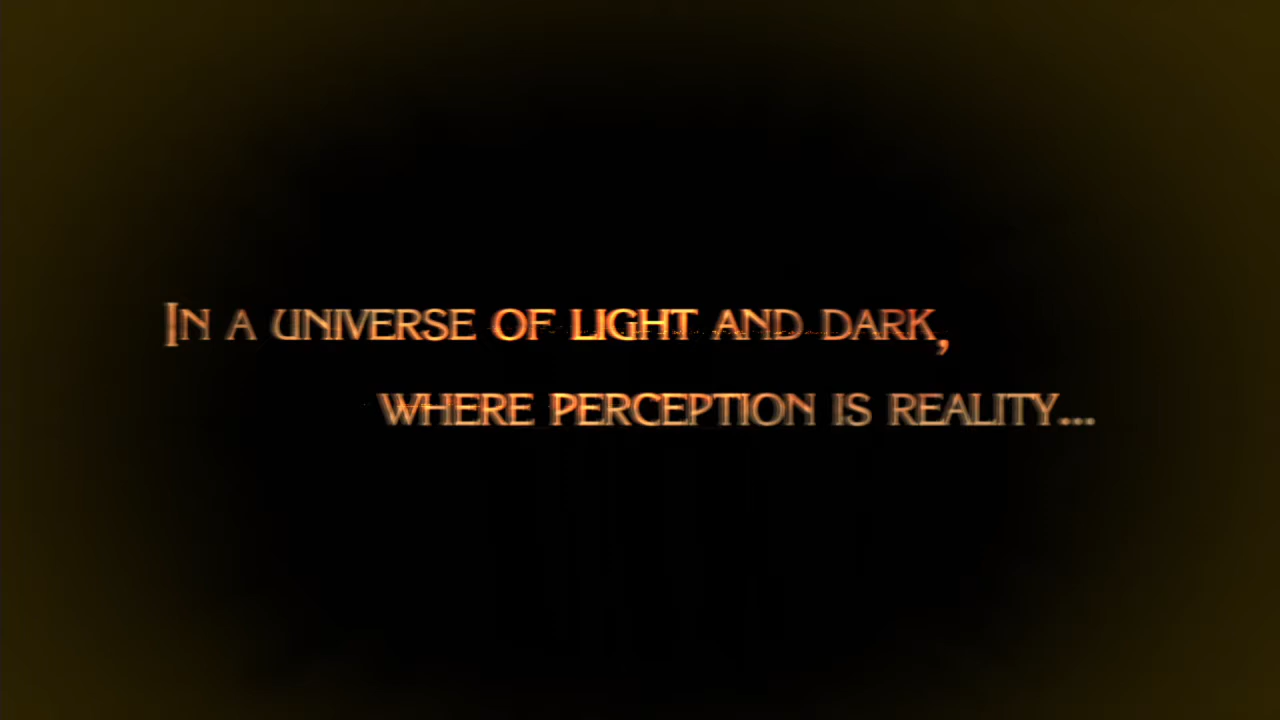 In a universe of light and dark,
where perception is reality...